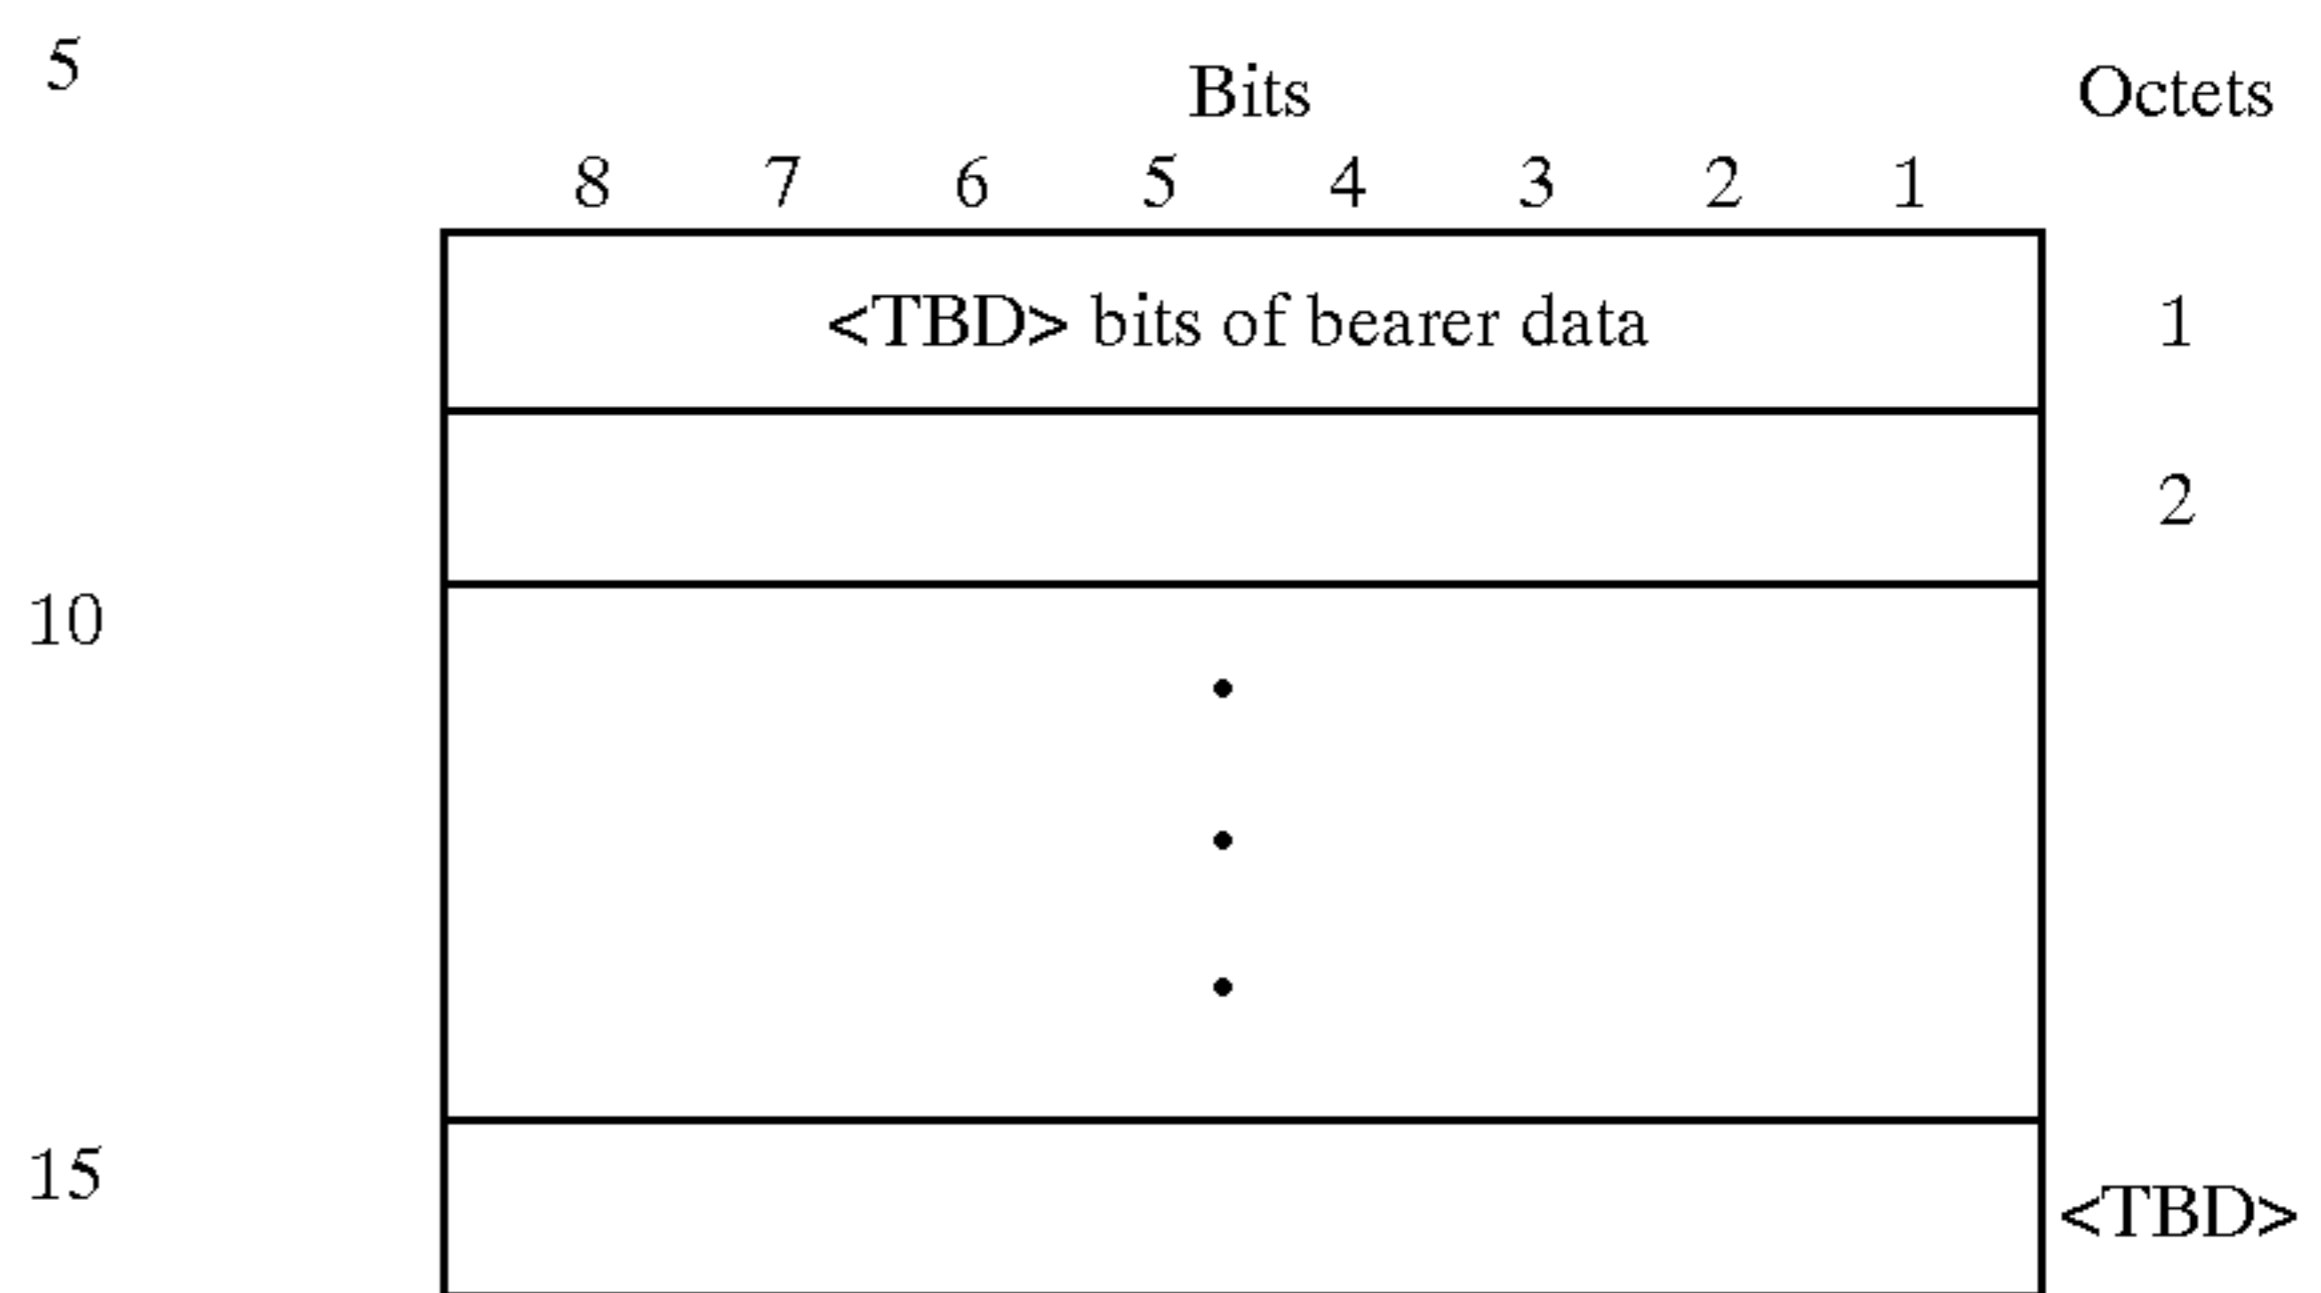 5
Bits Octets
8 7 6 5 4 3 2 1
<TBD> bits of bearer data 1
2
10
15
<TBD>